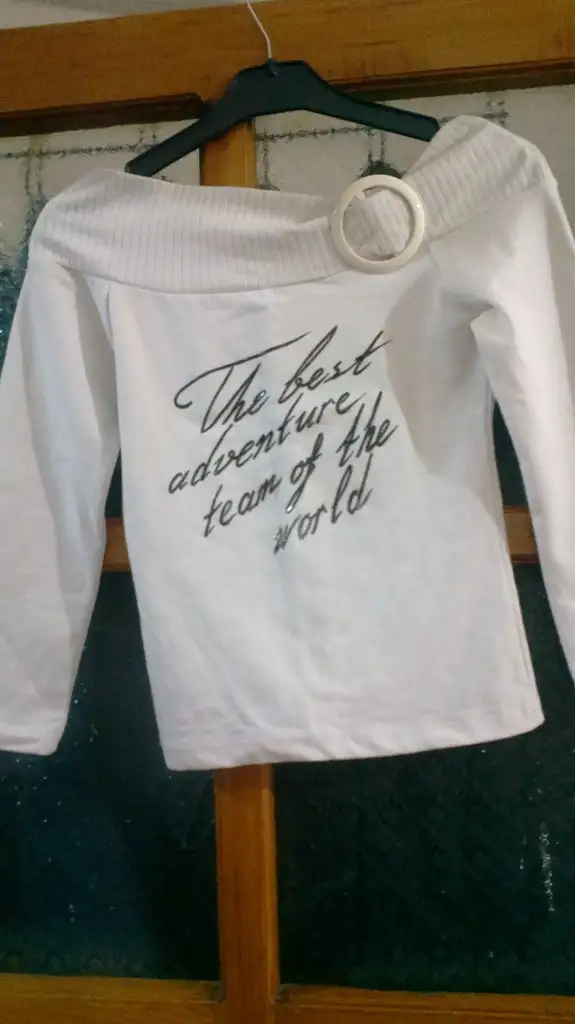 The best
adventure
team of the
world